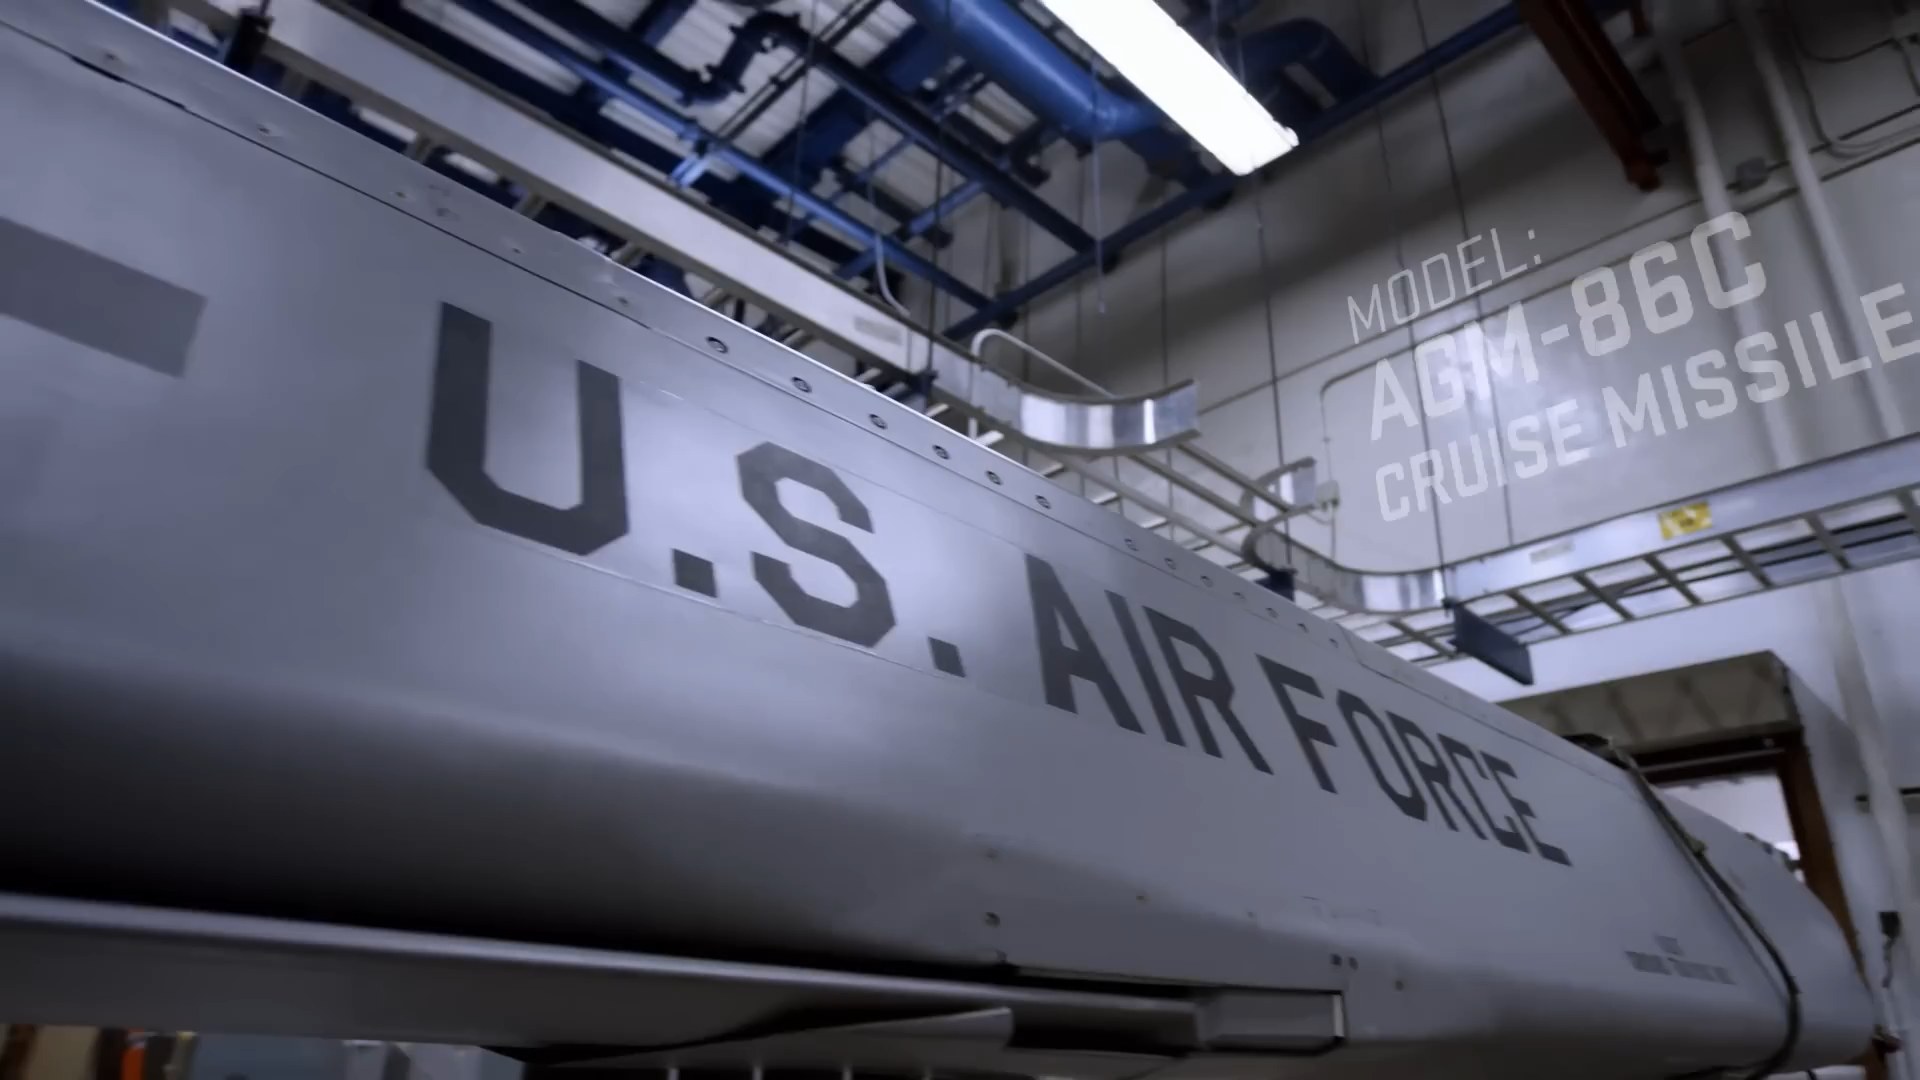 MODEL:
AGM-86C
CRUISE MISSILE
U.S. AIR FORCE